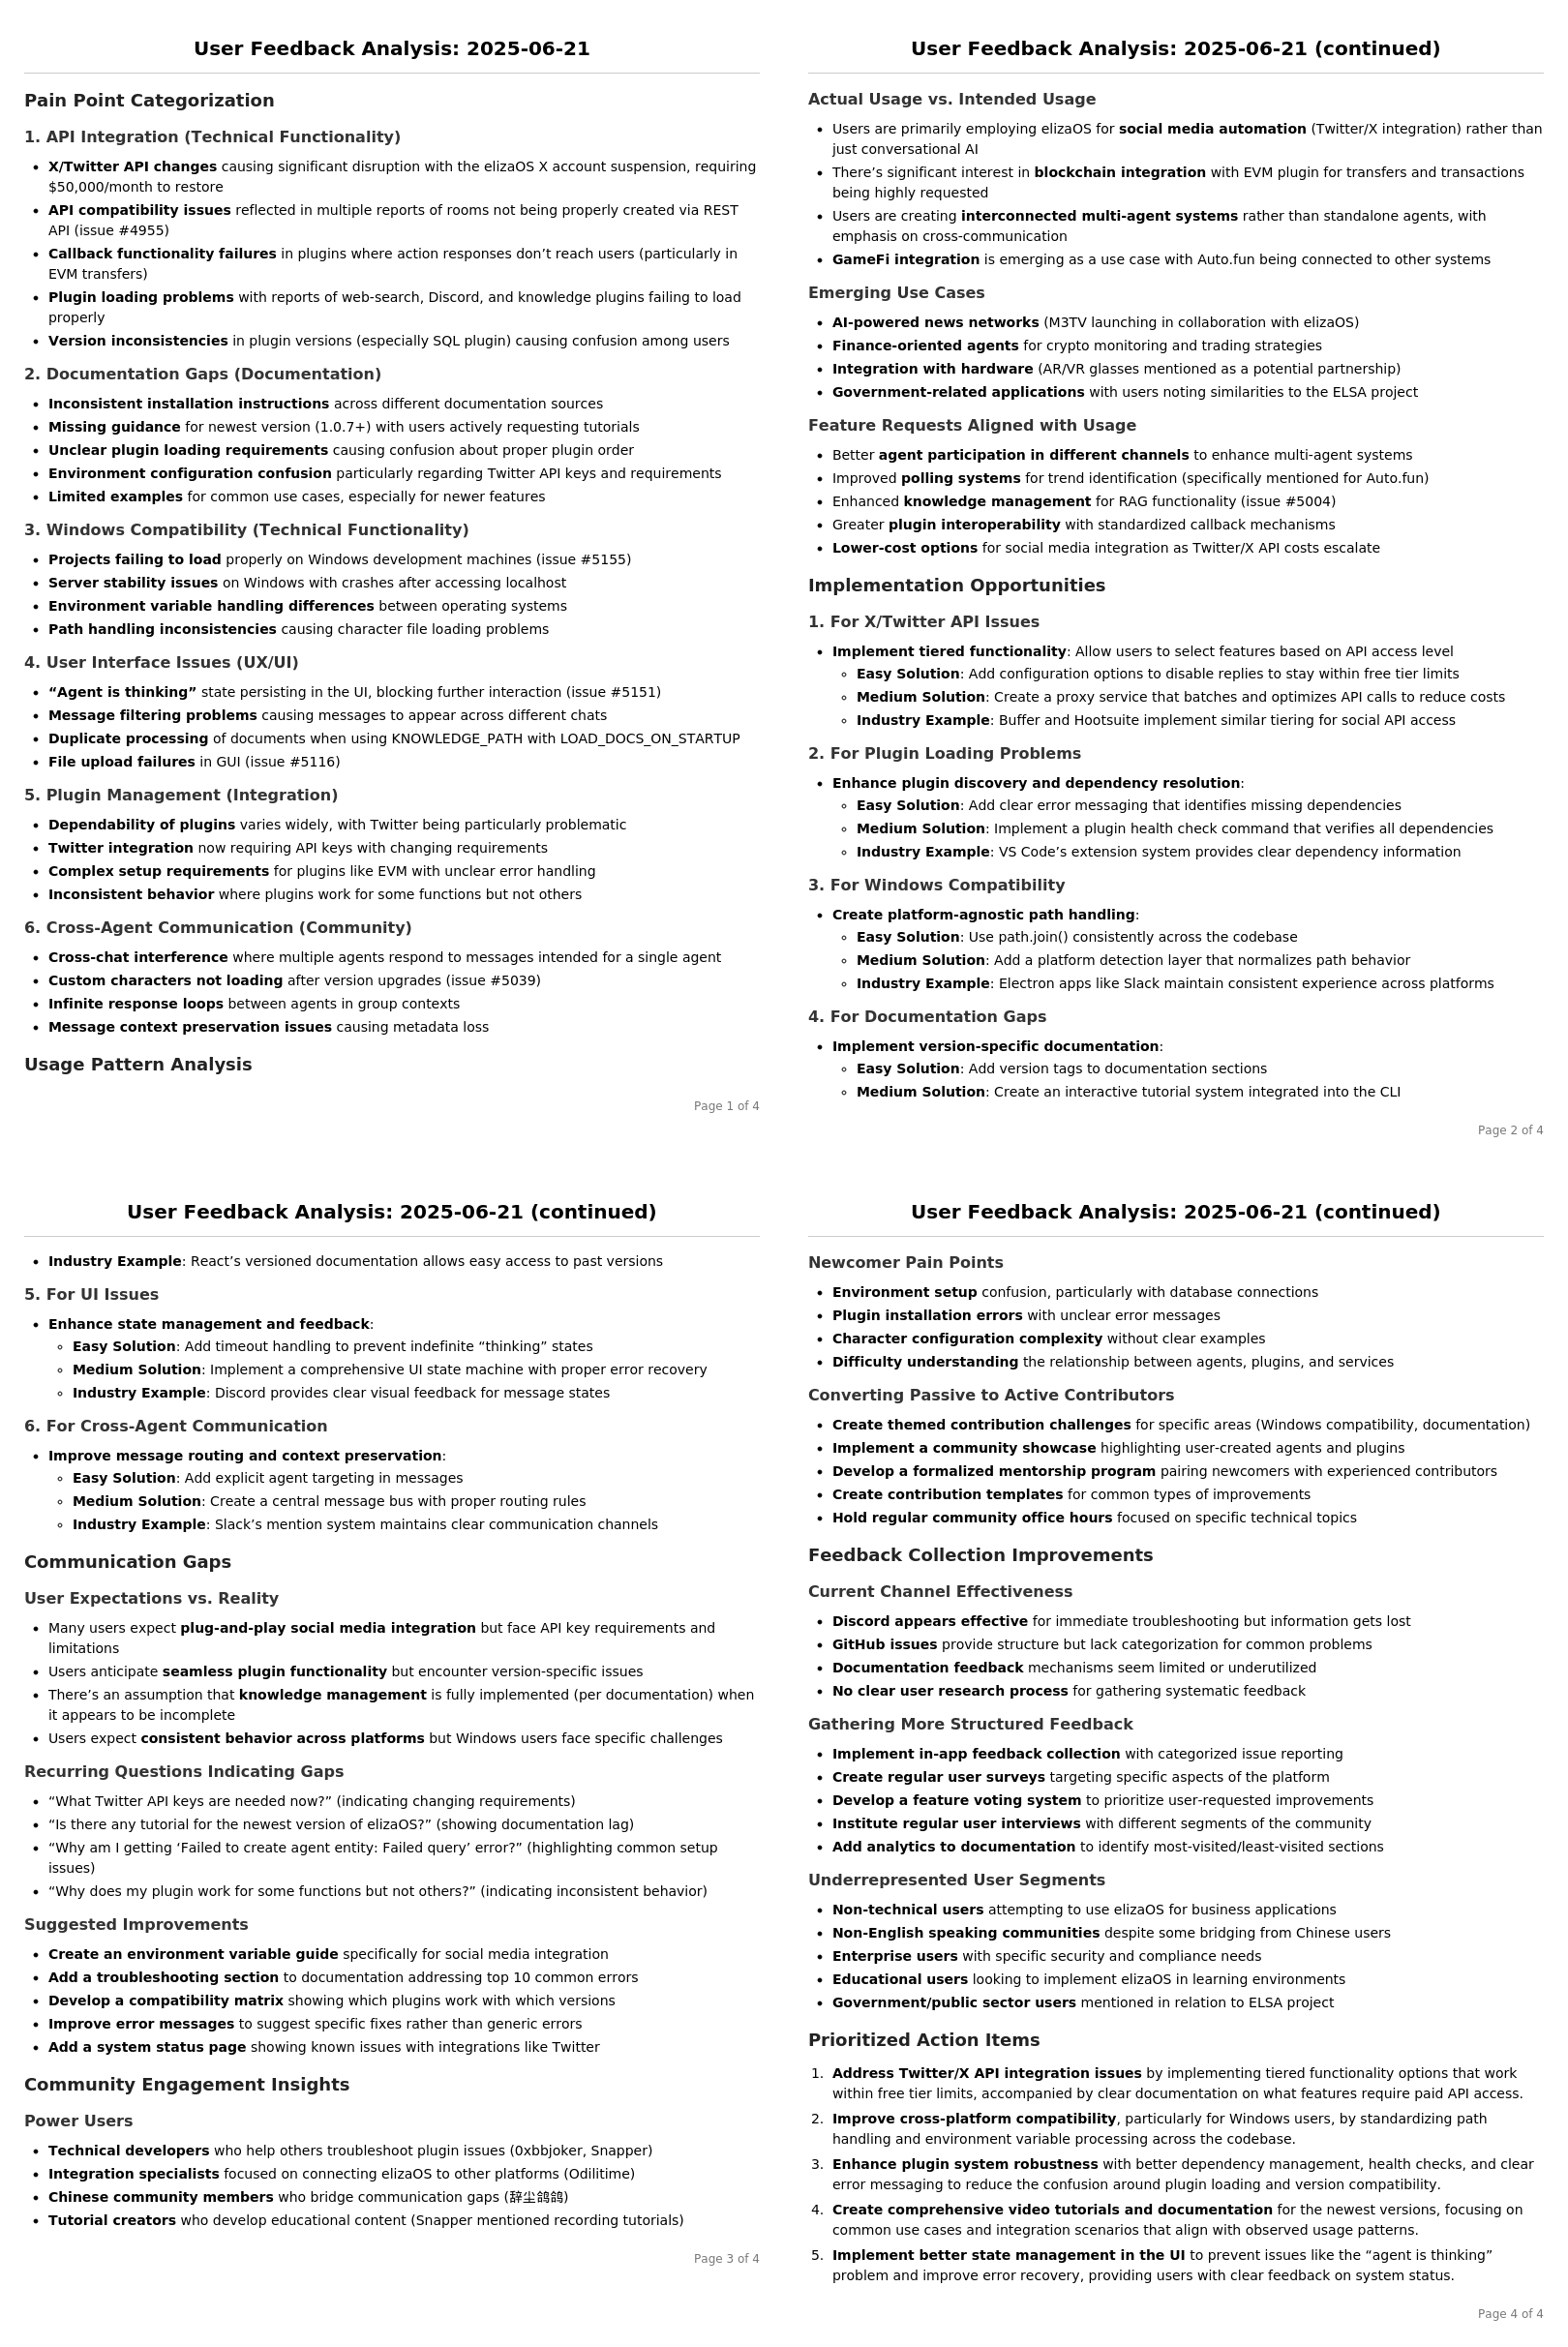 User Feedback Analysis: 2025-06-21
Pain Point Categorization
1. API Integration (Technical Functionality)
• X/Twitter API changes causing significant disruption with the elizaOS X account suspension, requiring
$50,000/month to restore
• API compatibility issues reflected in multiple reports of rooms not being properly created via REST
API (issue #4955)
• Callback functionality failures in plugins where action responses don’t reach users (particularly in
EVM transfers)
• Plugin loading problems with reports of web-search, Discord, and knowledge plugins failing to load
properly
• Version inconsistencies in plugin versions (especially SQL plugin) causing confusion among users
2. Documentation Gaps (Documentation)
• Inconsistent installation instructions across different documentation sources
• Missing guidance for newest version (1.0.7+) with users actively requesting tutorials
• Unclear plugin loading requirements causing confusion about proper plugin order
• Environment configuration confusion particularly regarding Twitter API keys and requirements
• Limited examples for common use cases, especially for newer features
3. Windows Compatibility (Technical Functionality)
• Projects failing to load properly on Windows development machines (issue #5155)
• Server stability issues on Windows with crashes after accessing localhost
• Environment variable handling differences between operating systems
• Path handling inconsistencies causing character file loading problems
4. User Interface Issues (UX/UI)
• “Agent is thinking” state persisting in the UI, blocking further interaction (issue #5151)
• Message filtering problems causing messages to appear across different chats
• Duplicate processing of documents when using KNOWLEDGE_PATH with LOAD_DOCS_ON_STARTUP
• File upload failures in GUI (issue #5116)
5. Plugin Management (Integration)
• Dependability of plugins varies widely, with Twitter being particularly problematic
• Twitter integration now requiring API keys with changing requirements
• Complex setup requirements for plugins like EVM with unclear error handling
• Inconsistent behavior where plugins work for some functions but not others
6. Cross-Agent Communication (Community)
• Cross-chat interference where multiple agents respond to messages intended for a single agent
• Custom characters not loading after version upgrades (issue #5039)
• Infinite response loops between agents in group contexts
• Message context preservation issues causing metadata loss
Usage Pattern Analysis
Page 1 of 4
User Feedback Analysis: 2025-06-21 (continued)
Actual Usage vs. Intended Usage
• Users are primarily employing elizaOS for social media automation (Twitter/X integration) rather than
just conversational AI
• There’s significant interest in blockchain integration with EVM plugin for transfers and transactions
being highly requested
• Users are creating interconnected multi-agent systems rather than standalone agents, with
emphasis on cross-communication
• GameFi integration is emerging as a use case with Auto.fun being connected to other systems
Emerging Use Cases
• AI-powered news networks (M3TV launching in collaboration with elizaOS)
• Finance-oriented agents for crypto monitoring and trading strategies
• Integration with hardware (AR/VR glasses mentioned as a potential partnership)
• Government-related applications with users noting similarities to the ELSA project
Feature Requests Aligned with Usage
• Better agent participation in different channels to enhance multi-agent systems
• Improved polling systems for trend identification (specifically mentioned for Auto.fun)
• Enhanced knowledge management for RAG functionality (issue #5004)
• Greater plugin interoperability with standardized callback mechanisms
• Lower-cost options for social media integration as Twitter/X API costs escalate
Implementation Opportunities
1. For X/Twitter API Issues
• Implement tiered functionality: Allow users to select features based on API access level
◦ Easy Solution: Add configuration options to disable replies to stay within free tier limits
◦ Medium Solution: Create a proxy service that batches and optimizes API calls to reduce costs
◦ Industry Example: Buffer and Hootsuite implement similar tiering for social API access
2. For Plugin Loading Problems
• Enhance plugin discovery and dependency resolution:
◦ Easy Solution: Add clear error messaging that identifies missing dependencies
◦ Medium Solution: Implement a plugin health check command that verifies all dependencies
◦ Industry Example: VS Code’s extension system provides clear dependency information
3. For Windows Compatibility
• Create platform-agnostic path handling:
◦ Easy Solution: Use path.join() consistently across the codebase
◦ Medium Solution: Add a platform detection layer that normalizes path behavior
◦ Industry Example: Electron apps like Slack maintain consistent experience across platforms
4. For Documentation Gaps
• Implement version-specific documentation:
◦ Easy Solution: Add version tags to documentation sections
◦ Medium Solution: Create an interactive tutorial system integrated into the CLI
Page 2 of 4
User Feedback Analysis: 2025-06-21 (continued)
• Industry Example: React’s versioned documentation allows easy access to past versions
5. For UI Issues
• Enhance state management and feedback:
◦ Easy Solution: Add timeout handling to prevent indefinite “thinking” states
◦ Medium Solution: Implement a comprehensive UI state machine with proper error recovery
◦ Industry Example: Discord provides clear visual feedback for message states
6. For Cross-Agent Communication
• Improve message routing and context preservation:
◦ Easy Solution: Add explicit agent targeting in messages
◦ Medium Solution: Create a central message bus with proper routing rules
◦ Industry Example: Slack’s mention system maintains clear communication channels
Communication Gaps
User Expectations vs. Reality
• Many users expect plug-and-play social media integration but face API key requirements and
limitations
• Users anticipate seamless plugin functionality but encounter version-specific issues
• There’s an assumption that knowledge management is fully implemented (per documentation) when
it appears to be incomplete
• Users expect consistent behavior across platforms but Windows users face specific challenges
Recurring Questions Indicating Gaps
• “What Twitter API keys are needed now?” (indicating changing requirements)
• “Is there any tutorial for the newest version of elizaOS?” (showing documentation lag)
• “Why am I getting ‘Failed to create agent entity: Failed query’ error?” (highlighting common setup
issues)
• “Why does my plugin work for some functions but not others?” (indicating inconsistent behavior)
Suggested Improvements
• Create an environment variable guide specifically for social media integration
• Add a troubleshooting section to documentation addressing top 10 common errors
• Develop a compatibility matrix showing which plugins work with which versions
• Improve error messages to suggest specific fixes rather than generic errors
• Add a system status page showing known issues with integrations like Twitter
Community Engagement Insights
Power Users
• Technical developers who help others troubleshoot plugin issues (0xbbjoker, Snapper)
• Integration specialists focused on connecting elizaOS to other platforms (Odilitime)
• Chinese community members who bridge communication gaps (辞尘鸽鸽)
• Tutorial creators who develop educational content (Snapper mentioned recording tutorials)
Page 3 of 4
User Feedback Analysis: 2025-06-21 (continued)
Newcomer Pain Points
• Environment setup confusion, particularly with database connections
• Plugin installation errors with unclear error messages
• Character configuration complexity without clear examples
• Difficulty understanding the relationship between agents, plugins, and services
Converting Passive to Active Contributors
• Create themed contribution challenges for specific areas (Windows compatibility, documentation)
• Implement a community showcase highlighting user-created agents and plugins
• Develop a formalized mentorship program pairing newcomers with experienced contributors
• Create contribution templates for common types of improvements
• Hold regular community office hours focused on specific technical topics
Feedback Collection Improvements
Current Channel Effectiveness
• Discord appears effective for immediate troubleshooting but information gets lost
• GitHub issues provide structure but lack categorization for common problems
• Documentation feedback mechanisms seem limited or underutilized
• No clear user research process for gathering systematic feedback
Gathering More Structured Feedback
• Implement in-app feedback collection with categorized issue reporting
• Create regular user surveys targeting specific aspects of the platform
• Develop a feature voting system to prioritize user-requested improvements
• Institute regular user interviews with different segments of the community
• Add analytics to documentation to identify most-visited/least-visited sections
Underrepresented User Segments
• Non-technical users attempting to use elizaOS for business applications
• Non-English speaking communities despite some bridging from Chinese users
• Enterprise users with specific security and compliance needs
• Educational users looking to implement elizaOS in learning environments
• Government/public sector users mentioned in relation to ELSA project
Prioritized Action Items
1. Address Twitter/X API integration issues by implementing tiered functionality options that work
within free tier limits, accompanied by clear documentation on what features require paid API access.
2. Improve cross-platform compatibility, particularly for Windows users, by standardizing path
handling and environment variable processing across the codebase.
3. Enhance plugin system robustness with better dependency management, health checks, and clear
error messaging to reduce the confusion around plugin loading and version compatibility.
4. Create comprehensive video tutorials and documentation for the newest versions, focusing on
common use cases and integration scenarios that align with observed usage patterns.
5. Implement better state management in the UI to prevent issues like the “agent is thinking”
problem and improve error recovery, providing users with clear feedback on system status.
Page 4 of 4